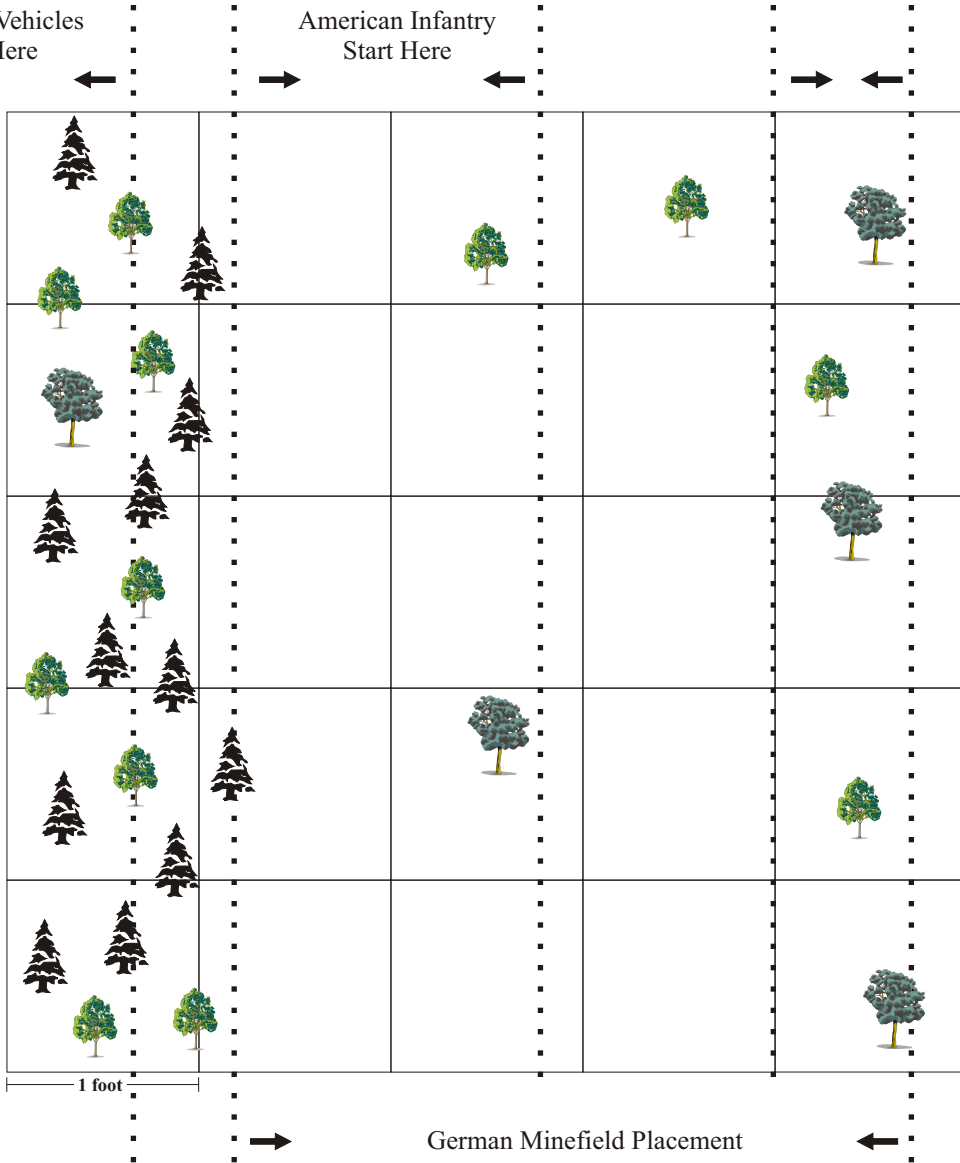 Vehicles
Here
American Infantry
Start Here
1 foot
German Minefield Placement